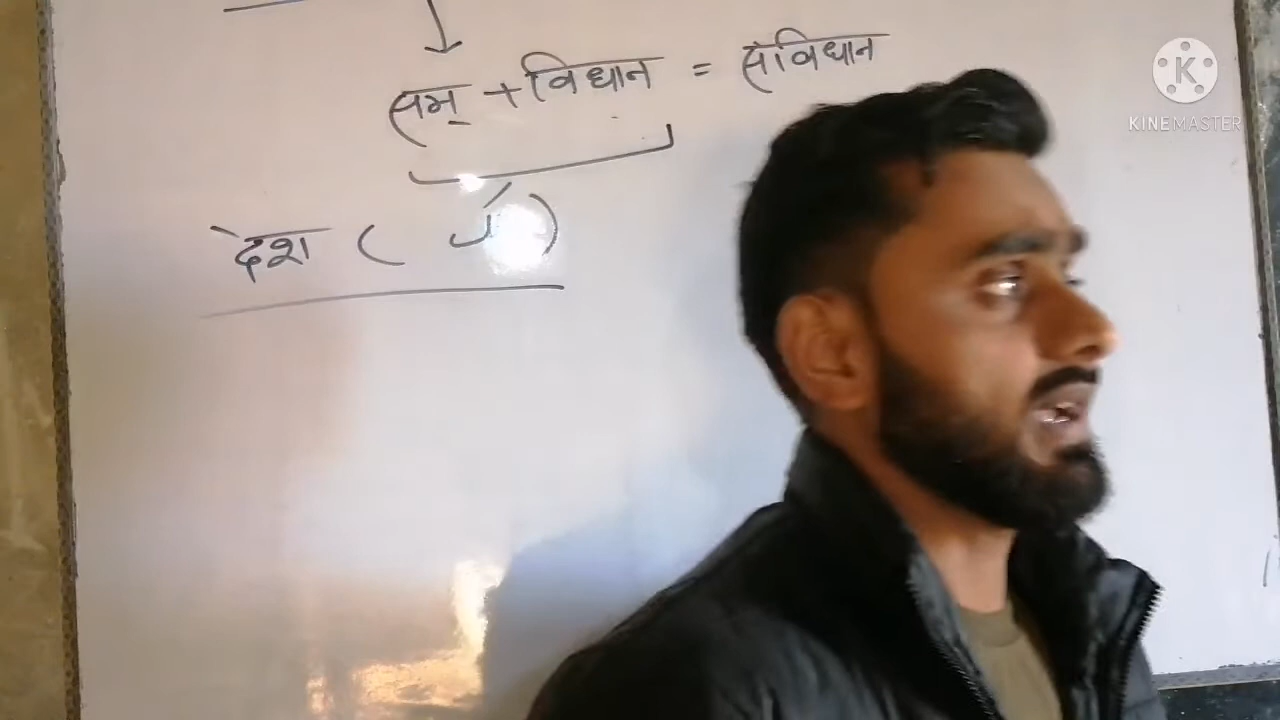 सम् + विधान = संविधान
देश ( )
K
KINEMASTER